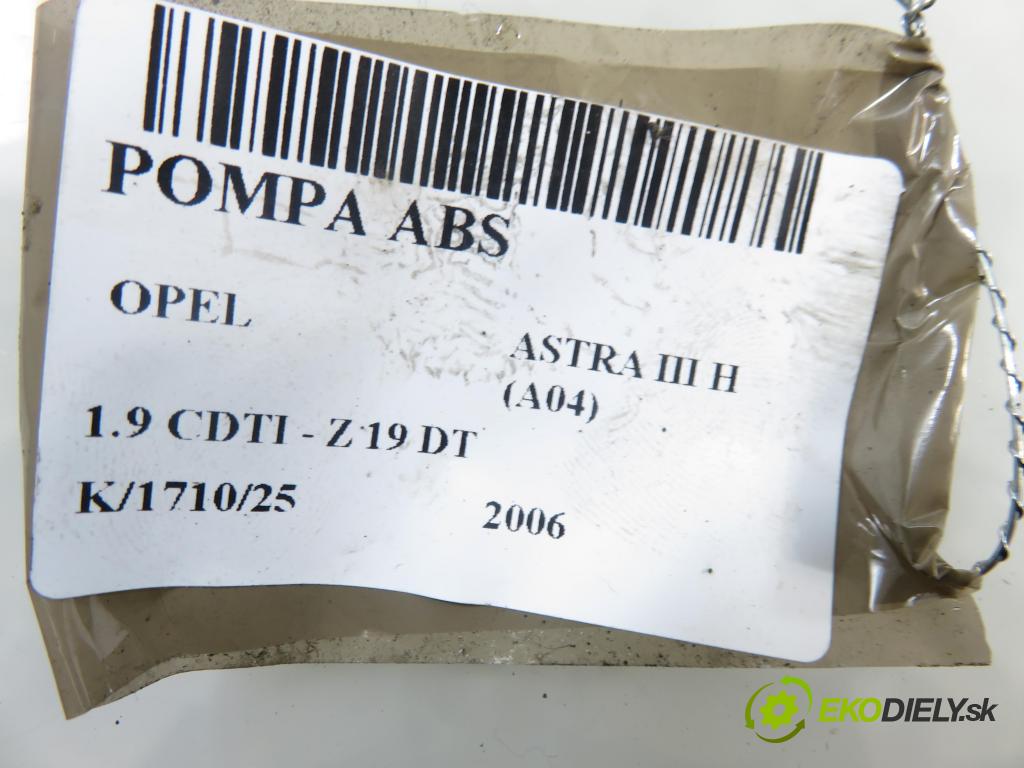 POMPA ABS
OPEL
ASTRA III H
(A04)
1.9 CDTI - Z 19 DT
K/1710/25
2006
EKODIELY.sk